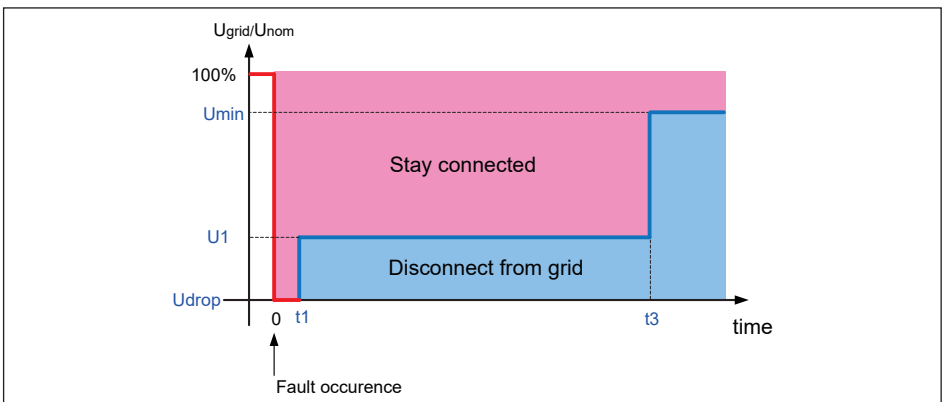 Ugrid/Unom
100%
Umin
Stay connected
U1
Disconnect from grid
Udrop
0 t1 t3
time
Fault occurence